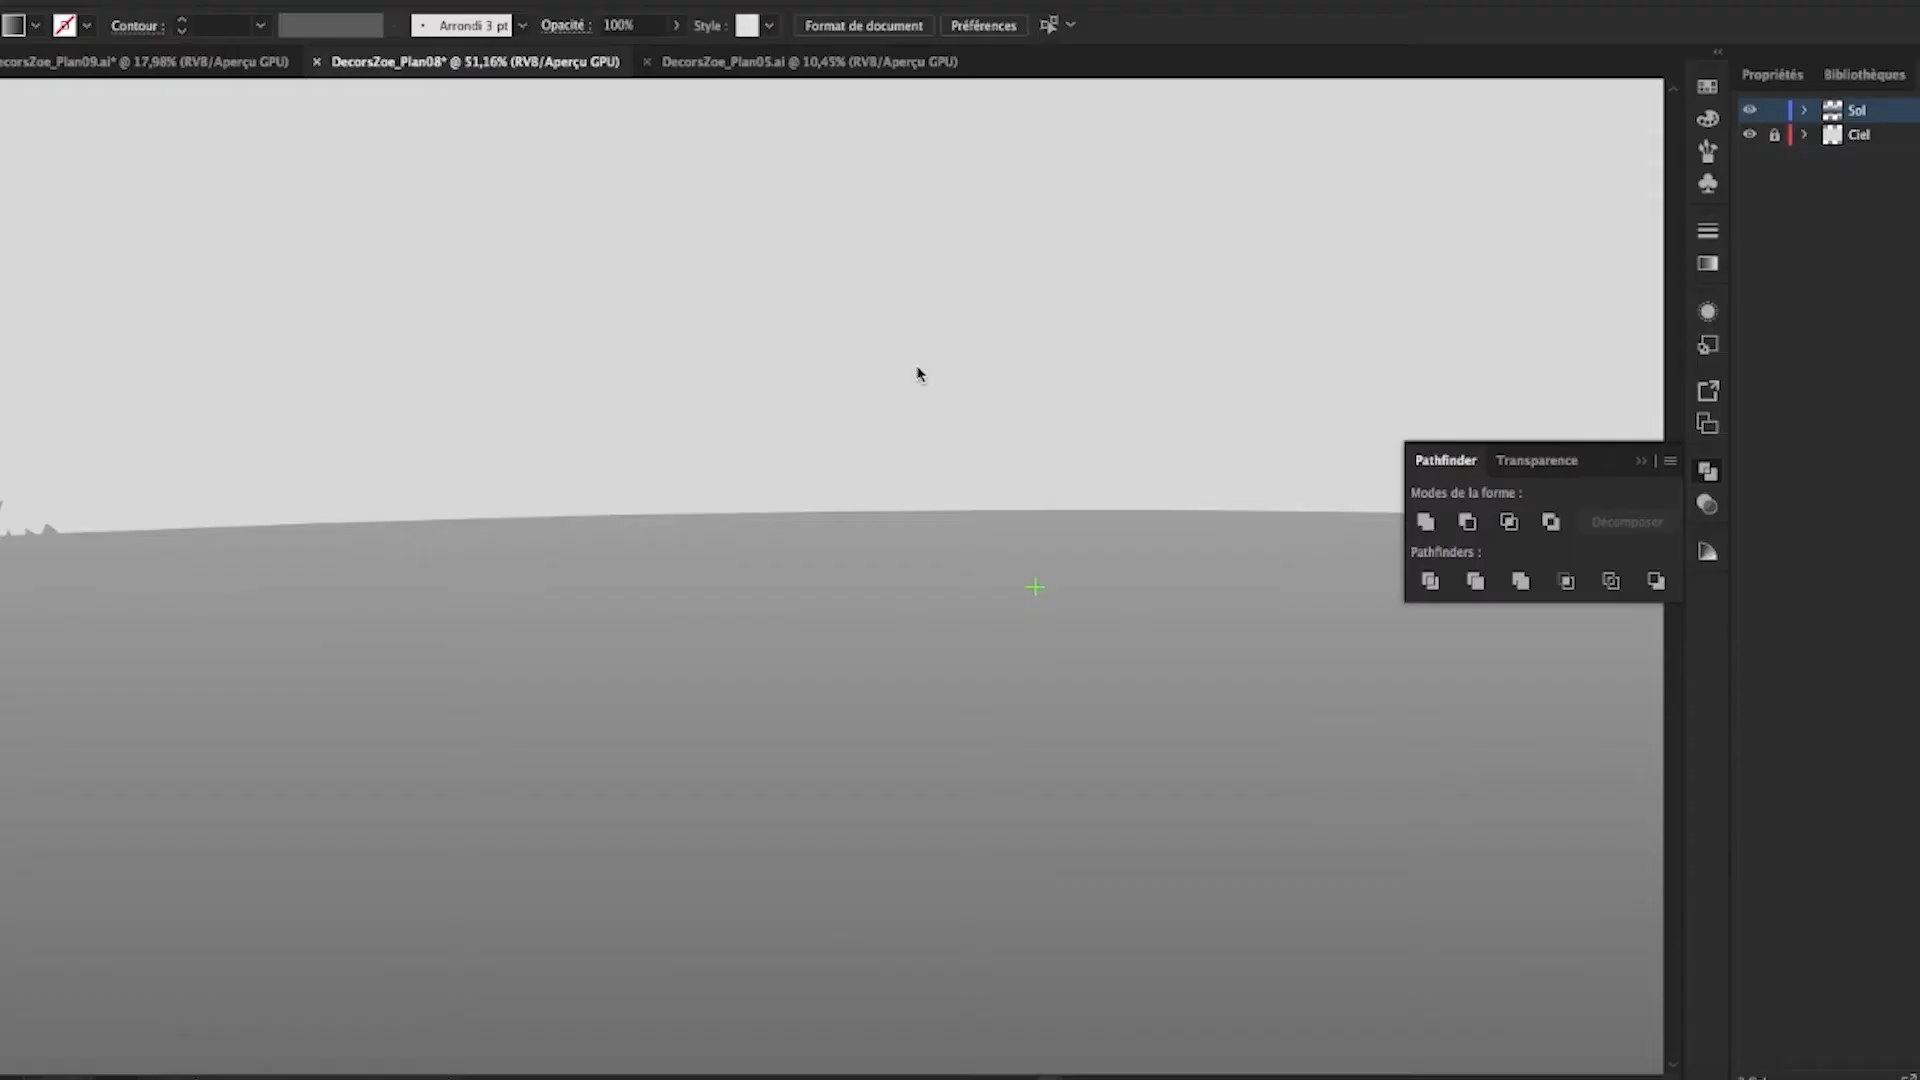 Contour : Arrondi 3 pt Opacité : 100% Style : Format de document Préférences
ecorsZoe_Plan09.ai* @ 17,98% (RVB/Aperçu GPU) × DecorsZoe_Plan08* @ 51,16% (RVB/Aperçu GPU) × DecorsZoe_Plan05.ai @ 10,45% (RVB/Aperçu GPU)
Propriétés Bibliothèques
Sol
Ciel
Pathfinder Transparence
Modes de la forme :
Décomposer
Pathfinders :